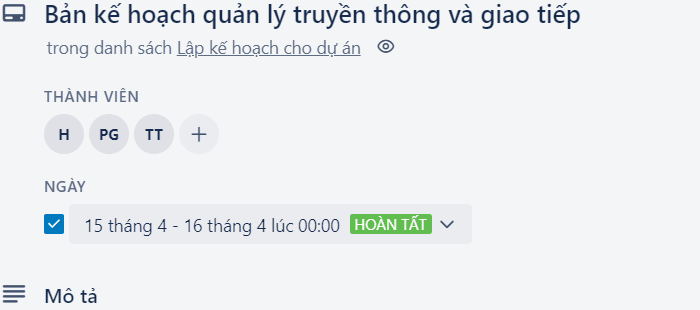 Bản kế hoạch quản lý truyền thông và giao tiếp
trong danh sách Lập kế hoạch cho dự án
THÀNH VIÊN
H PG TT
NGÀY
15 tháng 4 - 16 tháng 4 lúc 00:00 HOÀN TẤT
Mô tả